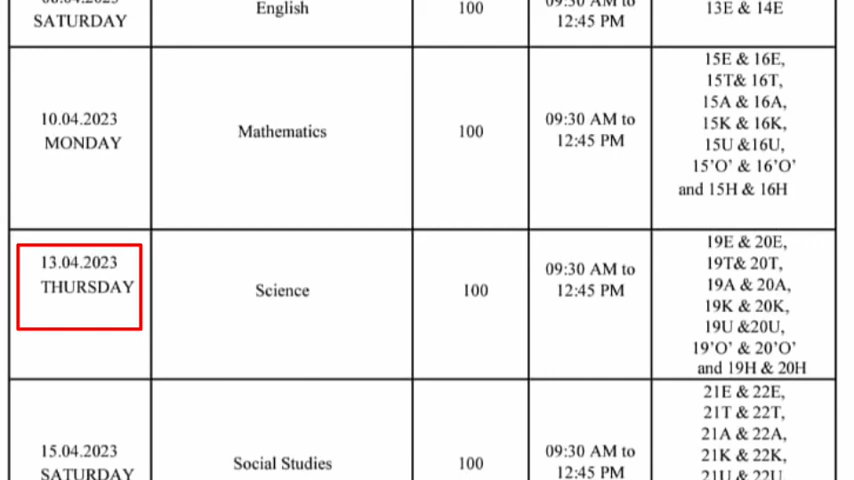 SATURDAY
English
100
12:45 PM
13E & 14E
10.04.2023
MONDAY
Mathematics
100
09:30 AM to
12:45 PM
15E & 16E,
15T& 16T,
15A & 16A,
15K & 16K,
15U &16U,
15'O' & 16'O'
and 15H & 16H
13.04.2023
THURSDAY
Science
100
09:30 AM to
12:45 PM
19E & 20E,
19T& 20T,
19A & 20A,
19K & 20K,
19U &20U,
19'O' & 20'O'
and 19H & 20H
15.04.2023
SATURDAY
Social Studies
100
09:30 AM to
12:45 PM
21E & 22E,
21T & 22T,
21A & 22A,
21K & 22K,
21U & 22U,